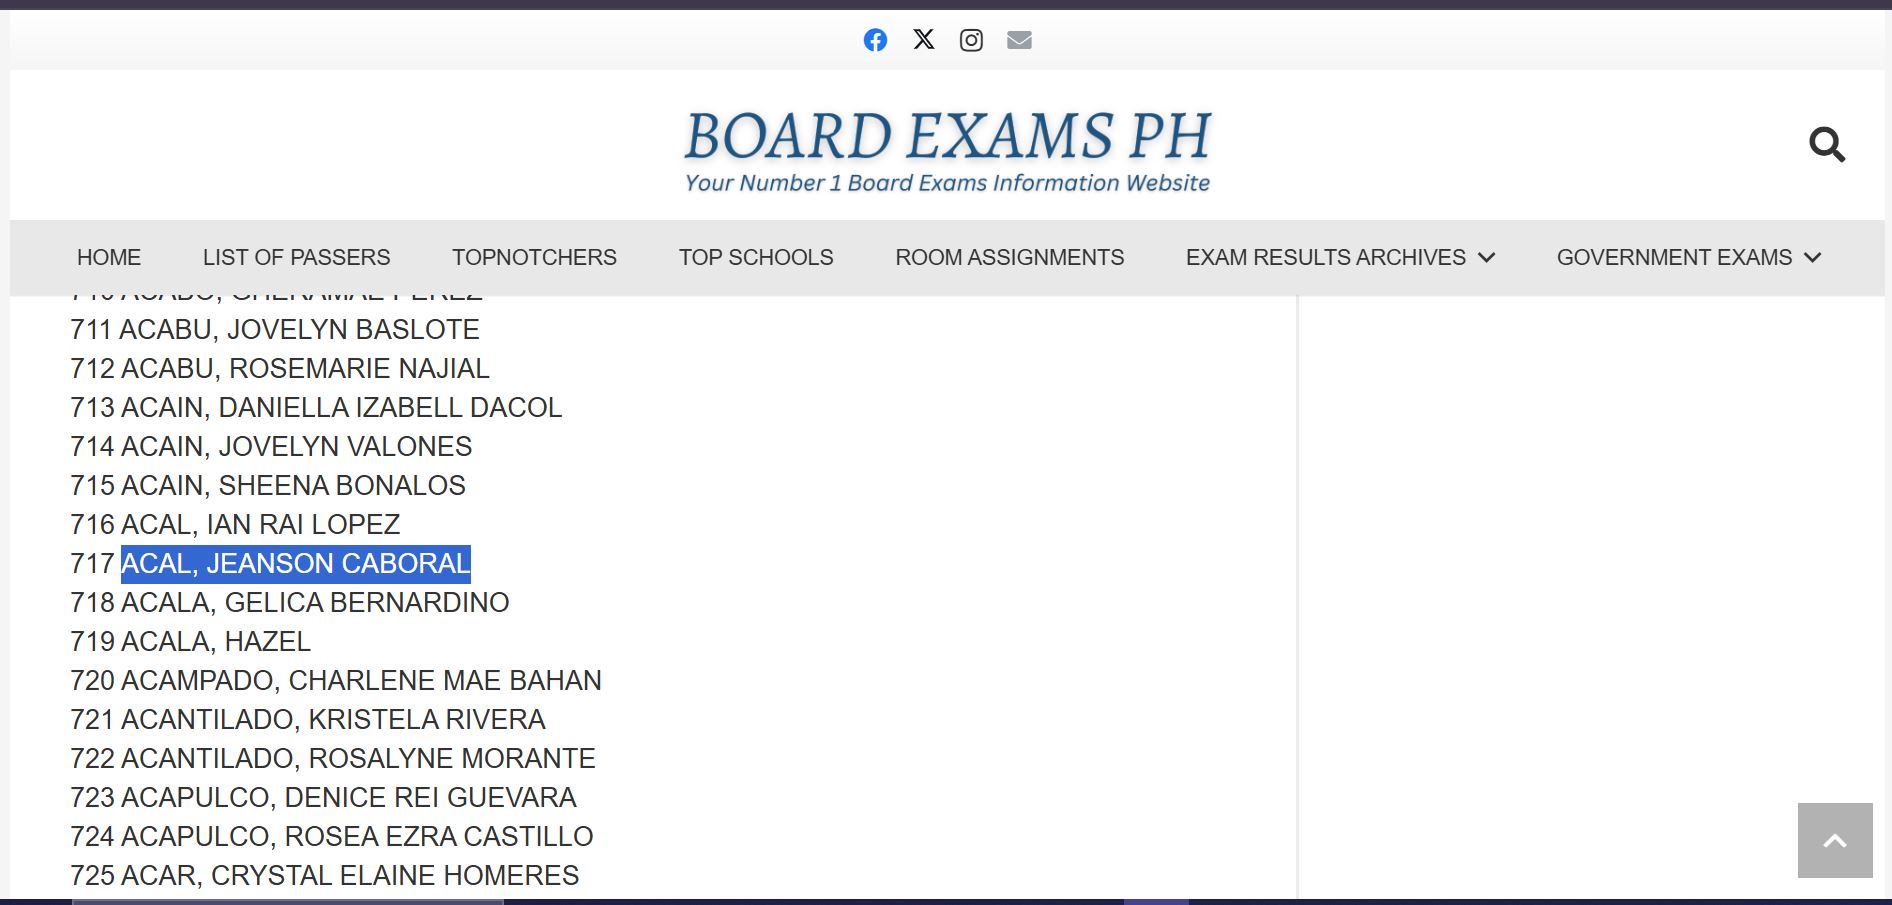 BOARD EXAMS PH
Your Number 1 Board Exams Information Website
HOME LIST OF PASSERS TOPNOTCHERS TOP SCHOOLS ROOM ASSIGNMENTS EXAM RESULTS ARCHIVES GOVERNMENT EXAMS
710 ACABO, GHERAMAE PEREZ
711 ACABU, JOVELYN BASLOTE
712 ACABU, ROSEMARIE NAJIAL
713 ACAIN, DANIELLA IZABELL DACOL
714 ACAIN, JOVELYN VALONES
715 ACAIN, SHEENA BONALOS
716 ACAL, IAN RAI LOPEZ
717 ACAL, JEANSON CABORAL
718 ACALA, GELICA BERNARDINO
719 ACALA, HAZEL
720 ACAMPADO, CHARLENE MAE BAHAN
721 ACANTILADO, KRISTELA RIVERA
722 ACANTILADO, ROSALYNE MORANTE
723 ACAPULCO, DENICE REI GUEVARA
724 ACAPULCO, ROSEA EZRA CASTILLO
725 ACAR, CRYSTAL ELAINE HOMERES